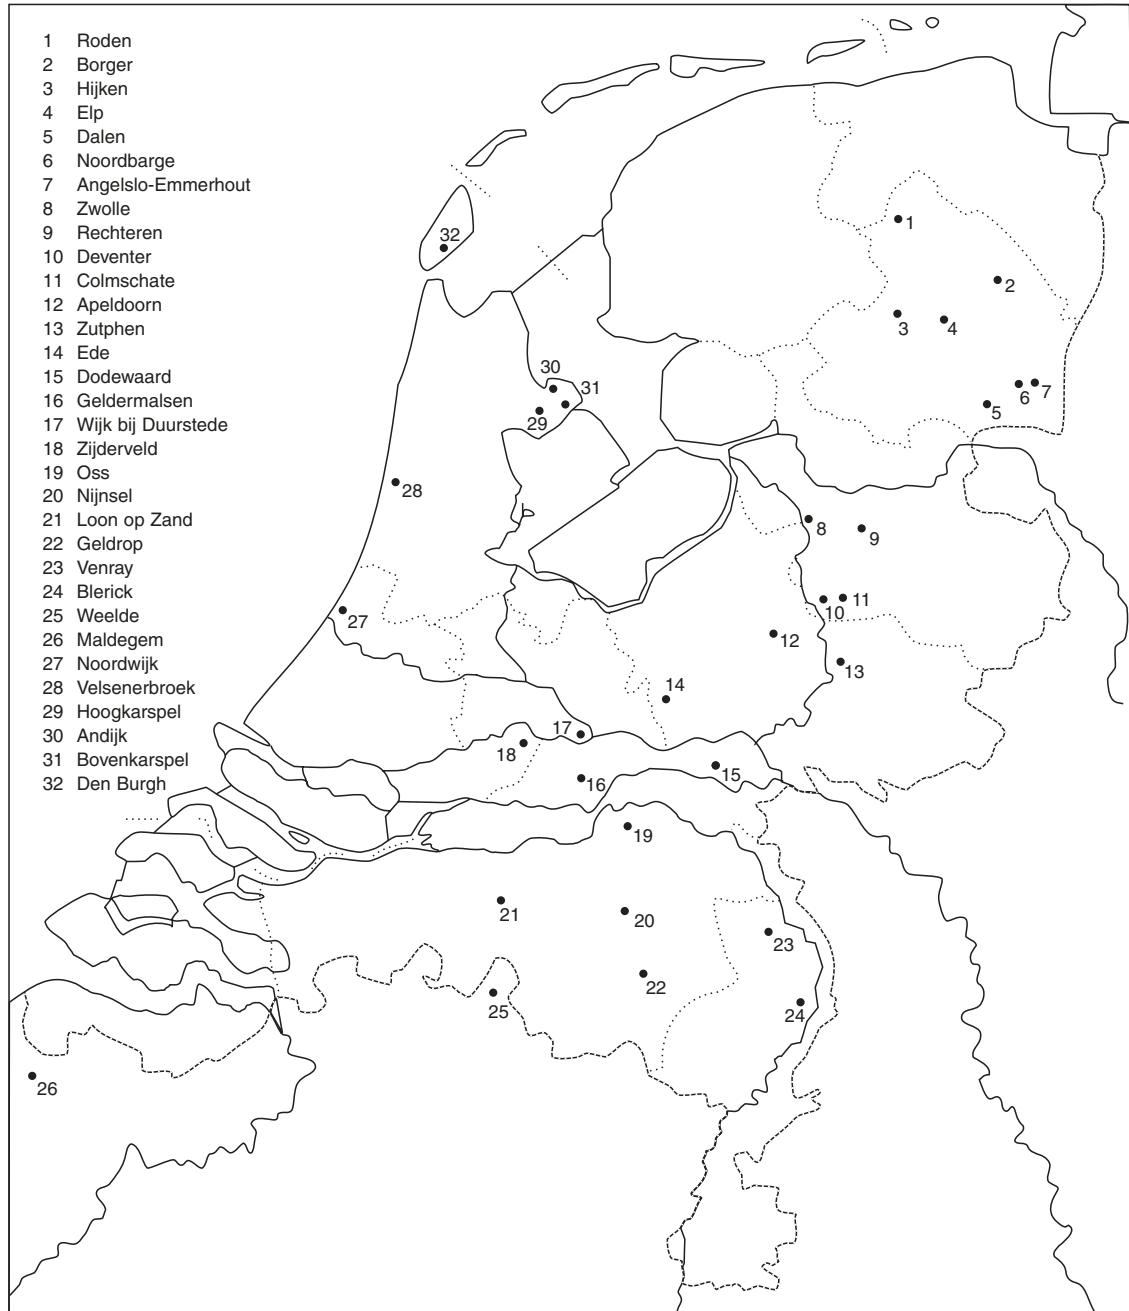 1 Roden
2 Borger
3 Hijken
4 Elp
5 Dalen
6 Noordbarge
7 Angelslo-Emmerhout
8 Zwolle
9 Rechteren
10 Deventer
11 Colmschate
12 Apeldoorn
13 Zutphen
14 Ede
15 Dodewaard
16 Geldermalsen
17 Wijk bij Duurstede
18 Zijderveld
19 Oss
20 Nijnsel
21 Loon op Zand
22 Geldrop
23 Venray
24 Blerick
25 Weelde
26 Maldegem
27 Noordwijk
28 Velsenerbroek
29 Hoogkarspel
30 Andijk
31 Bovenkarspel
32 Den Burgh
1
32
2
3
4
30
31
6
7
5
29
28
8
9
10
11
27
12
13
14
17
18
15
16
19
21
20
23
22
25
24
26